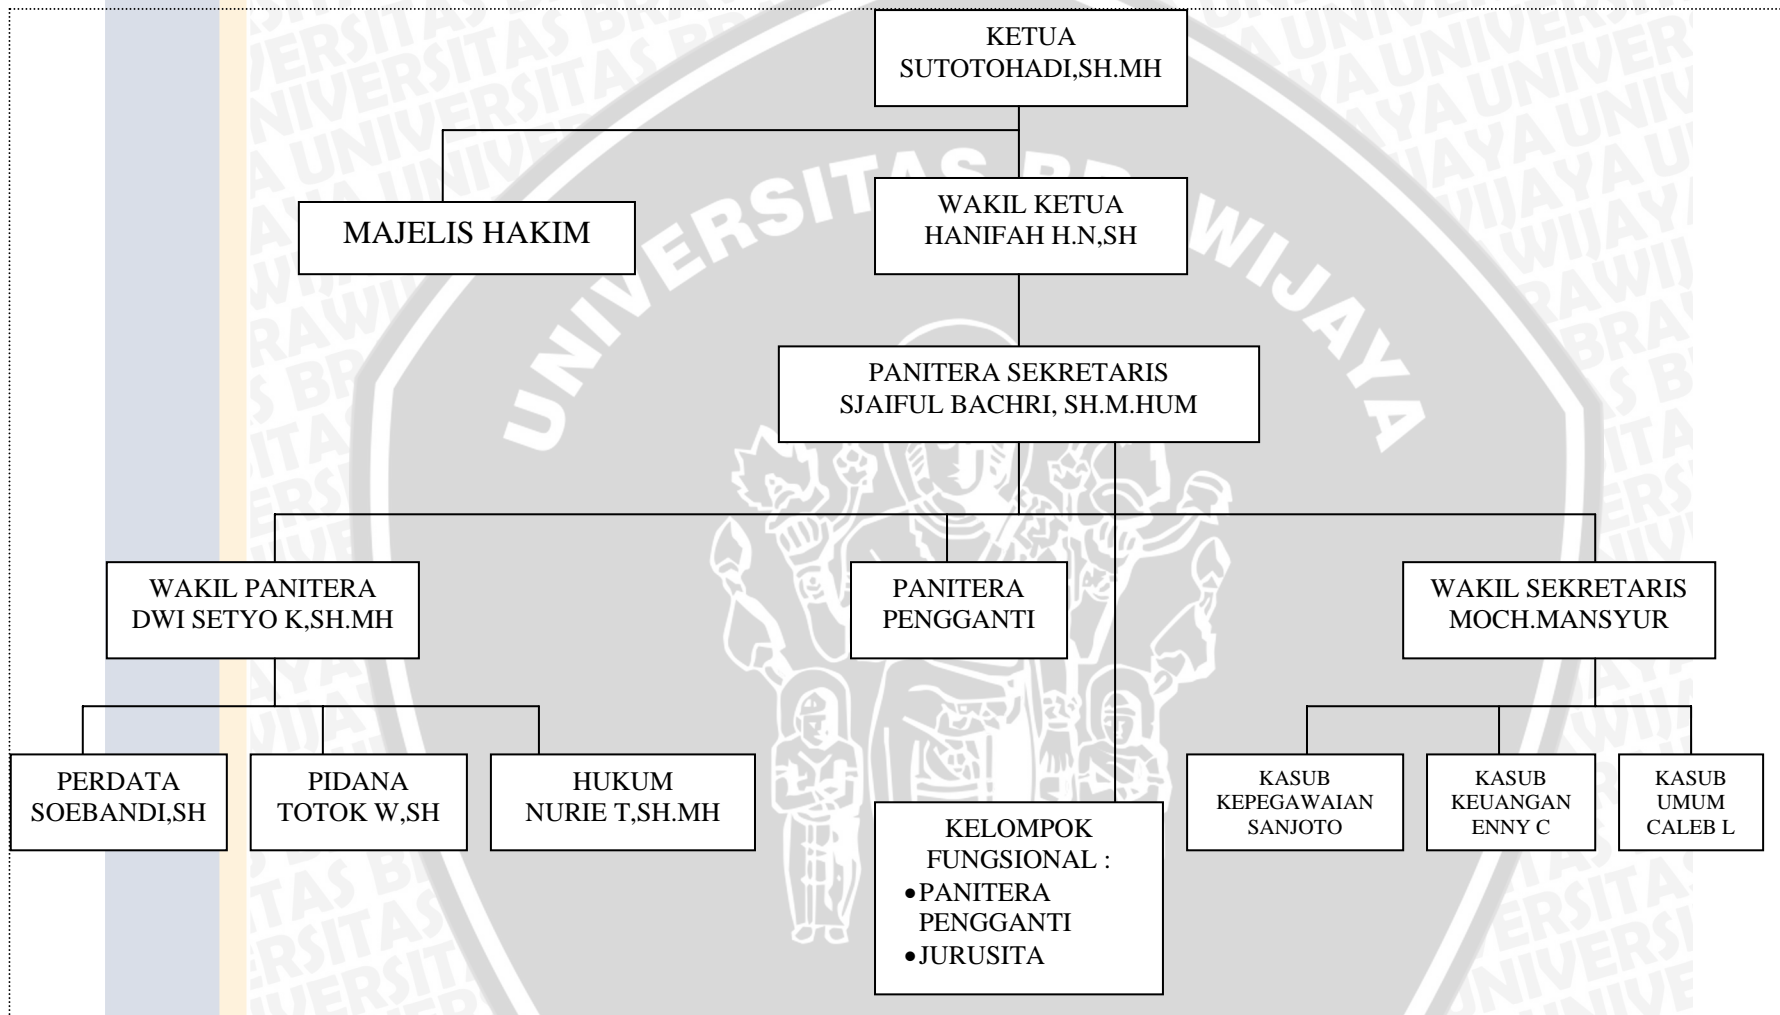 KETUA
SUTOTOHADI,SH.MH
MAJELIS HAKIM
WAKIL KETUA
HANIFAH H.N,SH
PANITERA SEKRETARIS
SJAIFUL BACHRI, SH.M.HUM
WAKIL PANITERA
DWI SETYO K,SH.MH
PANITERA
PENGGANTI
WAKIL SEKRETARIS
MOCH.MANSYUR
PERDATA
SOEBANDI,SH
PIDANA
TOTOK W,SH
HUKUM
NURIE T,SH.MH
KELOMPOK
FUNGSIONAL :
•PANITERA
PENGGANTI
•JURUSITA
KASUB
KEPEGAWAIAN
SANJOTO
KASUB
KEUANGAN
ENNY C
KASUB
UMUM
CALEB L